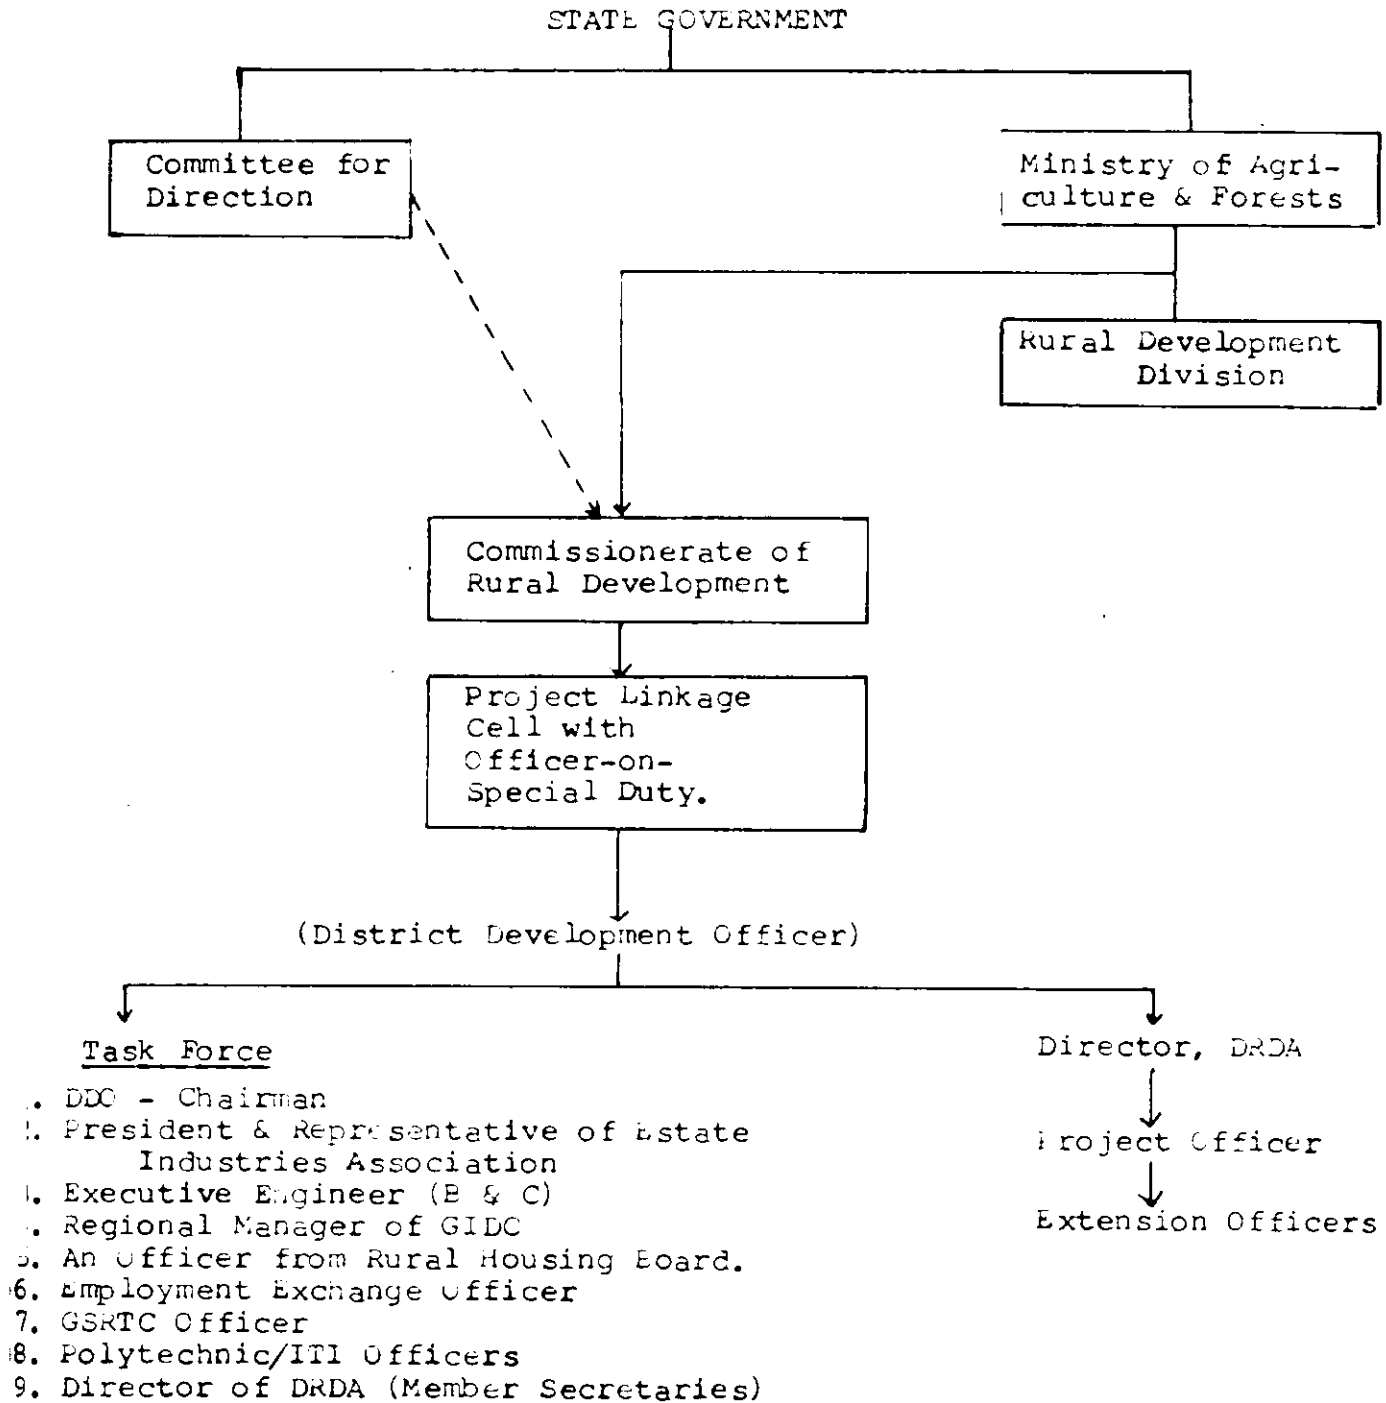 STATE GOVERNMENT
Committee for
Direction
Ministry of Agri-
culture & Forests
Rural Development
Division
Commissionerate of
Rural Development
Project Linkage
Cell with
Officer-on-
Special Duty.
(District Development Officer)
Task Force
. DDO - Chairman
. President & Representative of Estate
Industries Association
. Executive Engineer (B & C)
. Regional Manager of GIDC
5. An Officer from Rural Housing Board.
6. Employment Exchange Officer
7. GSRTC Officer
8. Polytechnic/ITI Officers
9. Director of DRDA (Member Secretaries)
Director, DRDA
Project Officer
Extension Officers